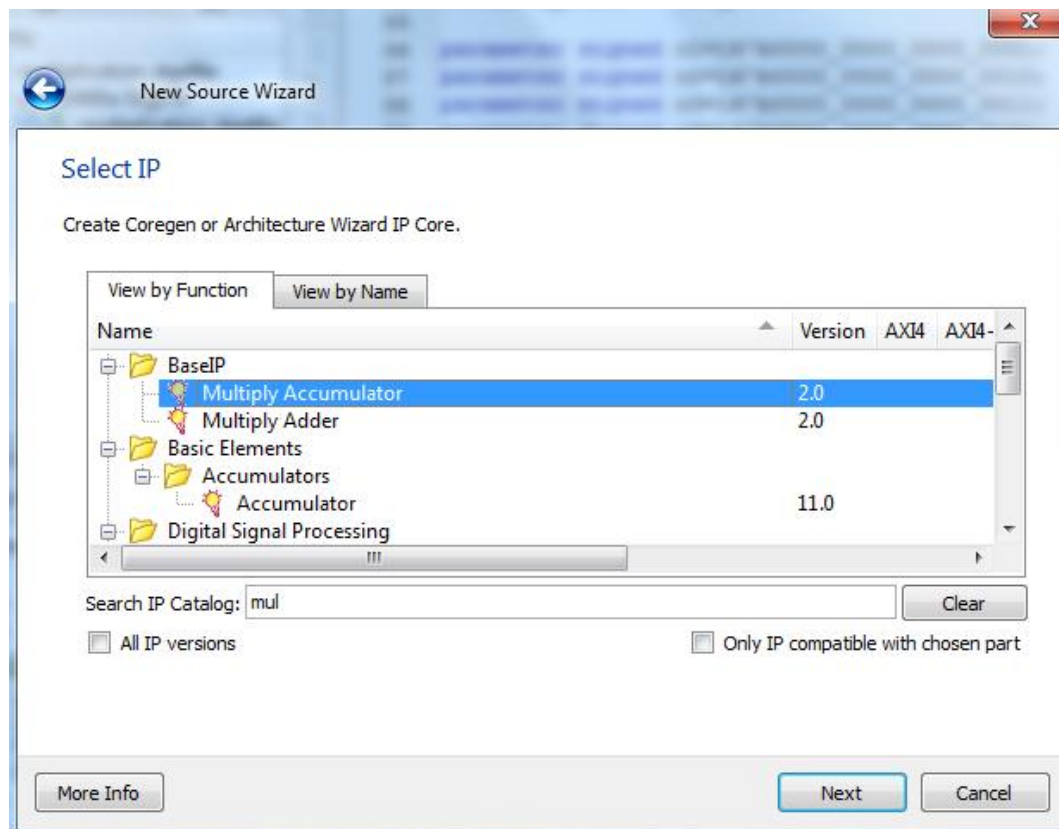 New Source Wizard
Select IP
Create Coregen or Architecture Wizard IP Core.
View by Function View by Name
Name Version AXI4 AXI4-
BaseIP
Multiply Accumulator 2.0
Multiply Adder 2.0
Basic Elements
Accumulators
Accumulator 11.0
Digital Signal Processing
Search IP Catalog: mul Clear
All IP versions Only IP compatible with chosen part
More Info Next Cancel